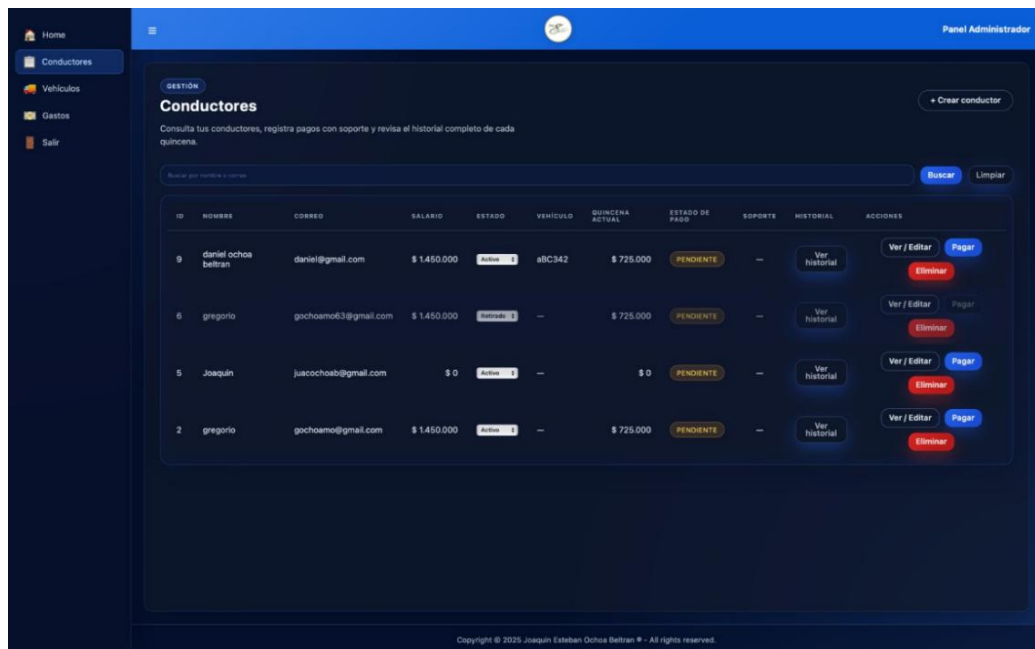 Home
Conductores
Vehículos
Gastos
Salir
Panel Administrador
GESTIÓN
Conductores
+ Crear conductor
Consulta tus conductores, registra pagos con soporte y revisa el historial completo de cada
quincena.
Buscar por nombre o correo
Buscar
Limpiar
ID NOMBRE CORREO SALARIO ESTADO VEHÍCULO QUINCENA ACTUAL ESTADO DE PAGO SOPORTE HISTORIAL ACCIONES
9 daniel ochoa beltran daniel@gmail.com $ 1.450.000 Activo aBC342 $ 725.000 PENDIENTE — Ver historial Ver / Editar Pagar
Eliminar
6 gregorio gochoamo63@gmail.com $ 1.450.000 Retirado — $ 725.000 PENDIENTE — Ver historial Ver / Editar Pagar
Eliminar
5 Joaquin juacochoab@gmail.com $ 0 Activo — $ 0 PENDIENTE — Ver historial Ver / Editar Pagar
Eliminar
2 gregorio gochoamo@gmail.com $ 1.450.000 Activo — $ 725.000 PENDIENTE — Ver historial Ver / Editar Pagar
Eliminar
Copyright © 2025 Joaquin Esteban Ochoa Beltran ® - All rights reserved.